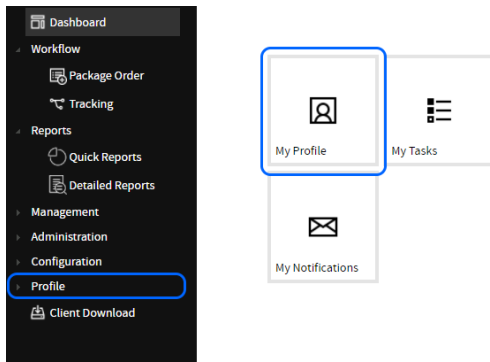 Dashboard
Workflow
Package Order
Tracking
Reports
Quick Reports
Detailed Reports
Management
Administration
Configuration
Profile
Client Download
My Profile
My Tasks
My Notifications